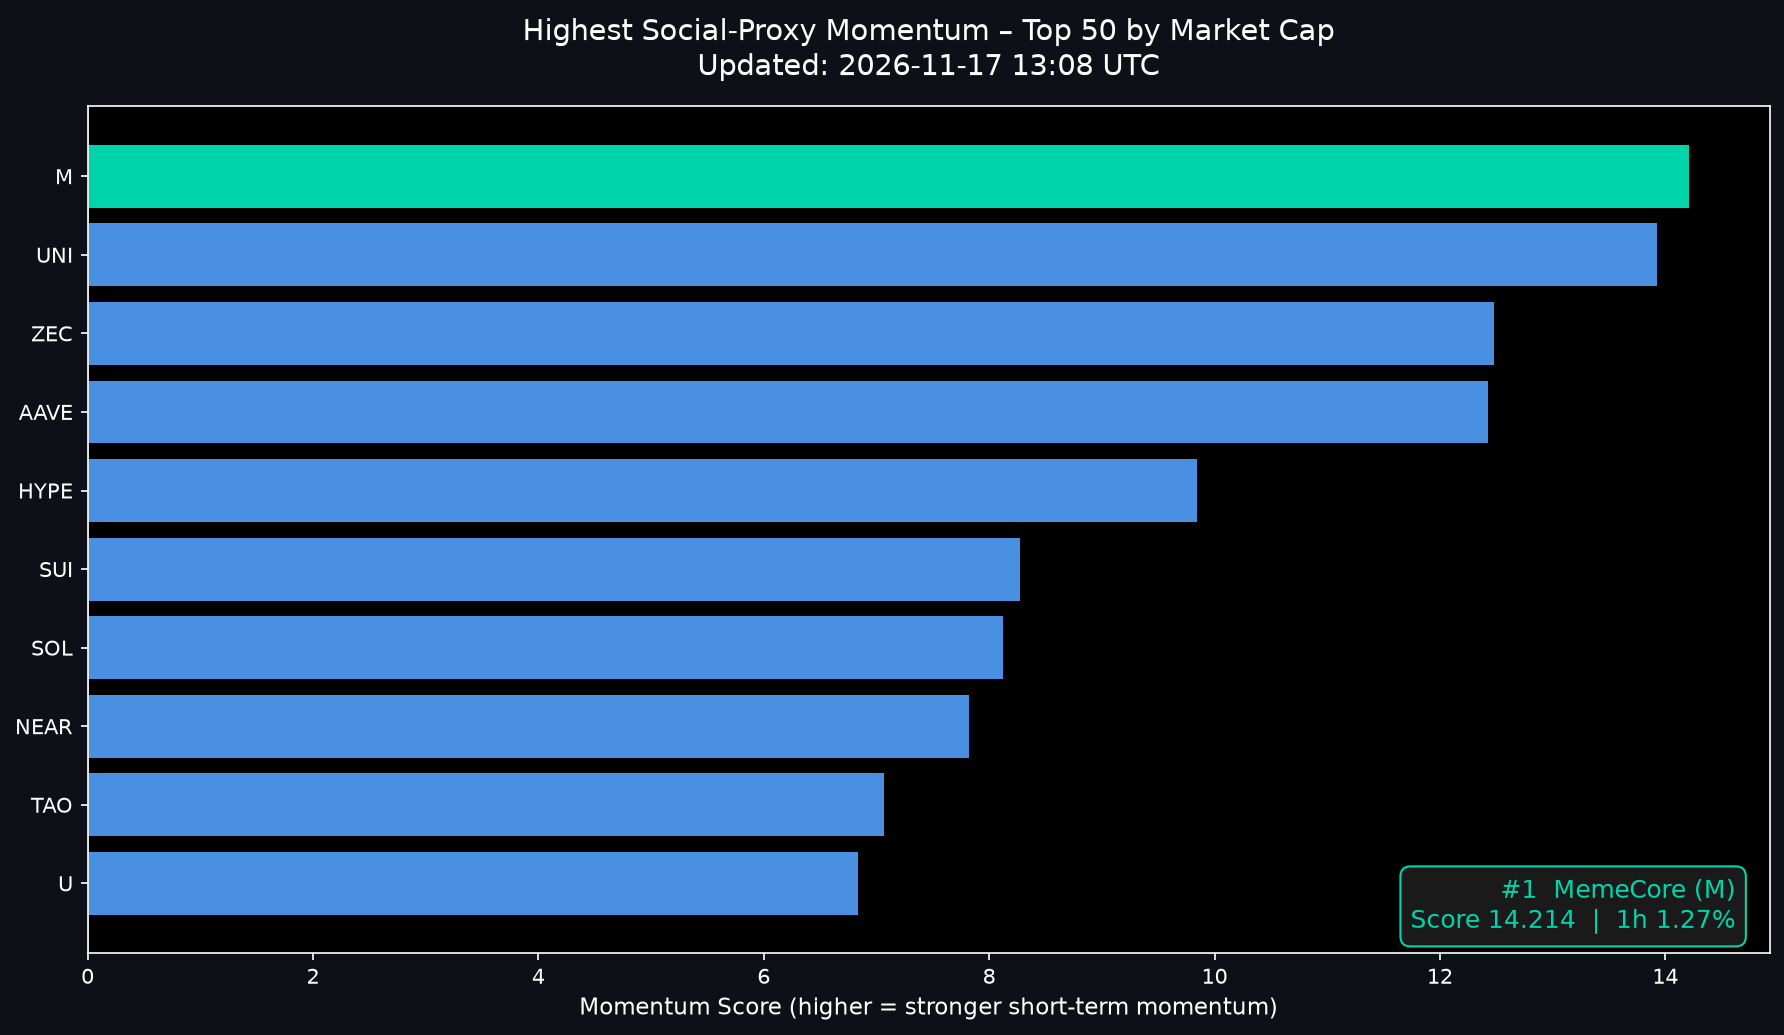 Highest Social-Proxy Momentum – Top 50 by Market Cap
Updated: 2026-11-17 13:08 UTC
M
UNI
ZEC
AAVE
HYPE
SUI
SOL
NEAR
TAO
U
#1  MemeCore (M)
Score 14.214  |  1h 1.27%
0 2 4 6 8 10 12 14
Momentum Score (higher = stronger short-term momentum)